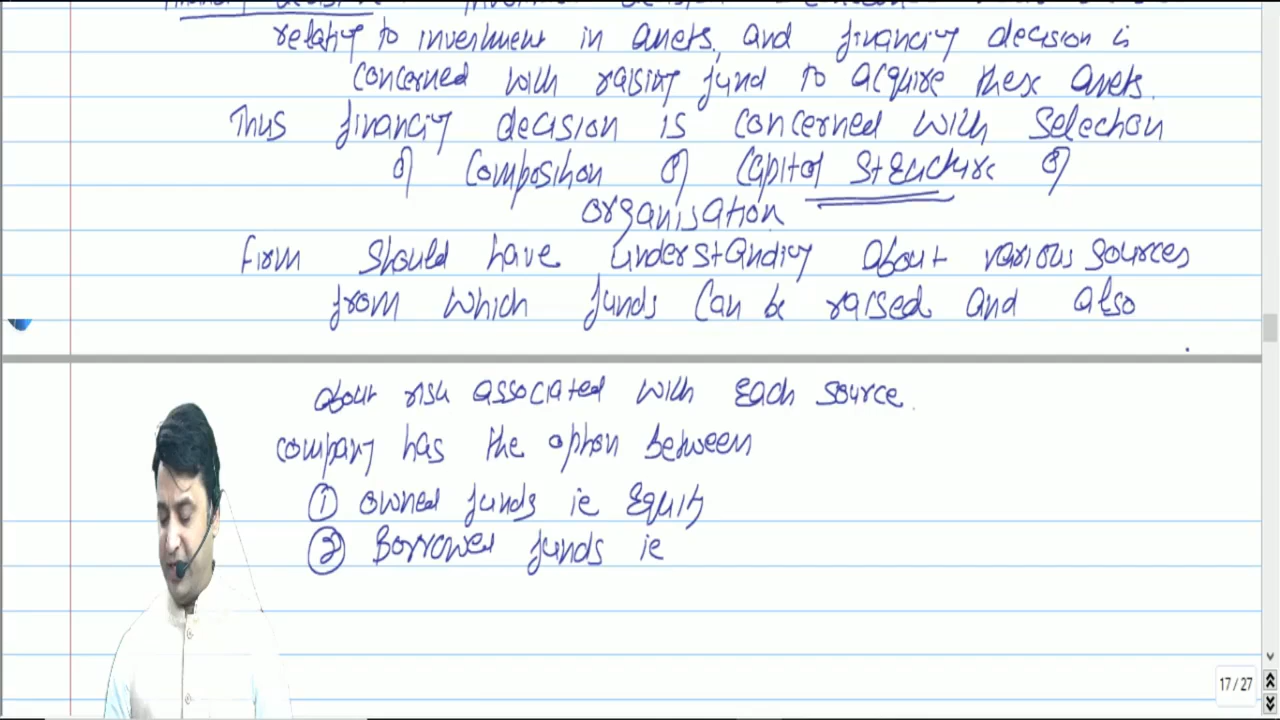 relating to investment in assets, and financing decision is
concerned with raising fund to acquire these assets.
Thus financing decision is concerned with selection
of composition of capital structure of
organisation
Firm should have understanding about various sources
from which funds can be raised and also
about risk associated with each source.
company has the option between
① owned funds ie Equity
② Borrowed funds ie
17 / 27